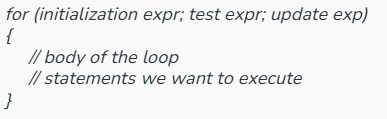 for (initialization expr; test expr; update exp)
{
// body of the loop
// statements we want to execute
}